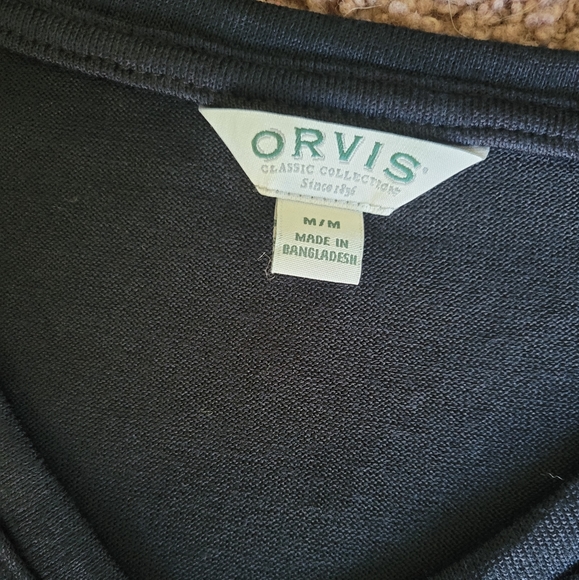 ORVIS®
CLASSIC COLLECTION
Since 1856
M/M
MADE IN
BANGLADESH